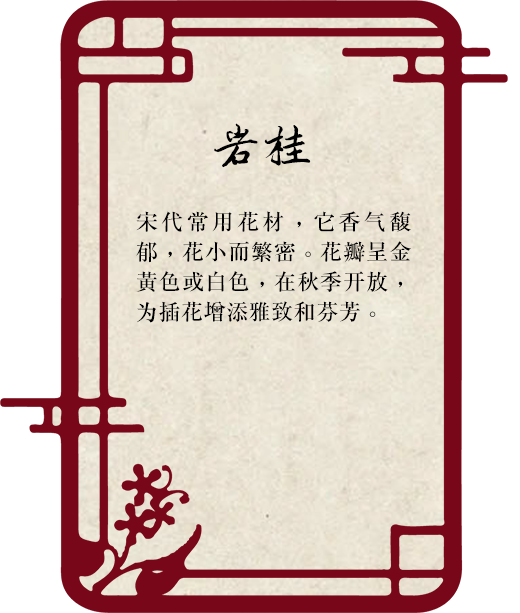 岩桂
宋代常用花材，它香气馥
郁，花小而繁密。花瓣呈金
黄色或白色，在秋季开放，
为插花增添雅致和芬芳。